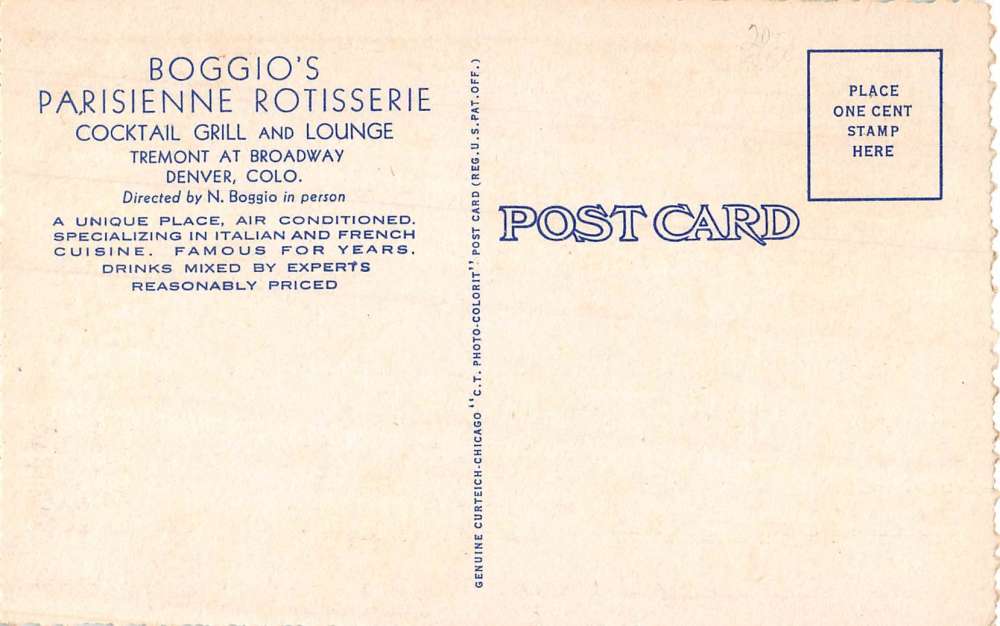 BOGGIO'S
PARISIENNE ROTISSERIE
COCKTAIL GRILL AND LOUNGE
TREMONT AT BROADWAY
DENVER, COLO.
Directed by N. Boggio in person
A UNIQUE PLACE, AIR CONDITIONED.
SPECIALIZING IN ITALIAN AND FRENCH
CUISINE. FAMOUS FOR YEARS.
DRINKS MIXED BY EXPERTS
REASONABLY PRICED
GENUINE CURTEICH-CHICAGO "C.T. PHOTO-COLORIT" POST CARD (REG. U.S. PAT. OFF.)
POST CARD
PLACE
ONE CENT
STAMP
HERE